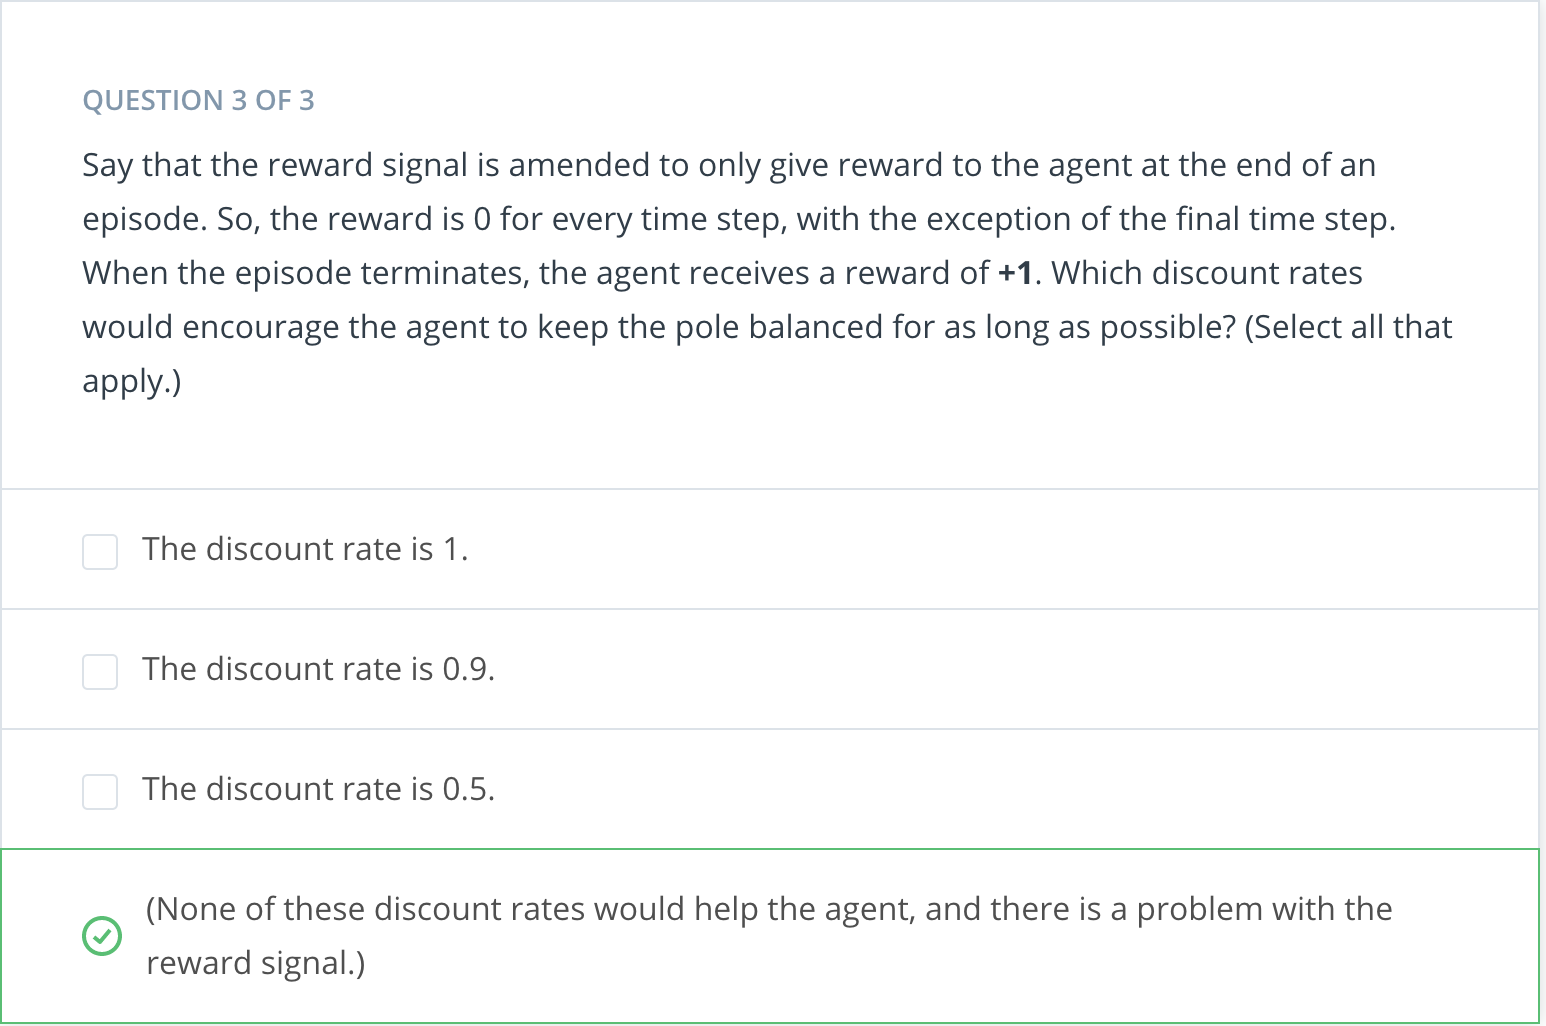 QUESTION 3 OF 3
Say that the reward signal is amended to only give reward to the agent at the end of an
episode. So, the reward is 0 for every time step, with the exception of the final time step.
When the episode terminates, the agent receives a reward of +1. Which discount rates
would encourage the agent to keep the pole balanced for as long as possible? (Select all that
apply.)
The discount rate is 1.
The discount rate is 0.9.
The discount rate is 0.5.
(None of these discount rates would help the agent, and there is a problem with the
reward signal.)